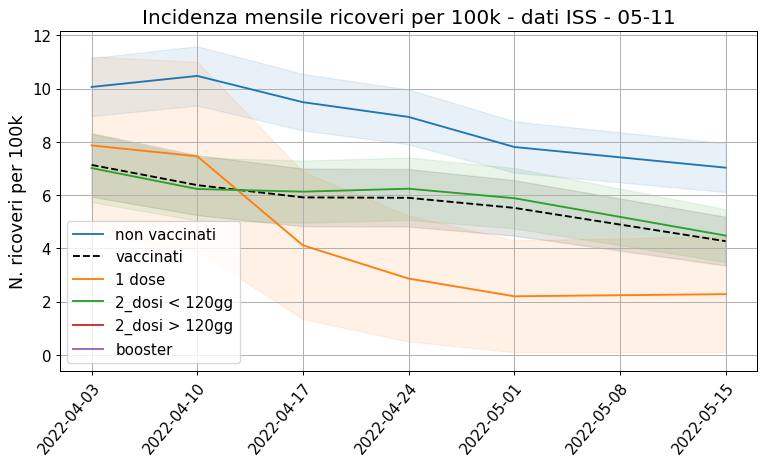 Incidenza mensile ricoveri per 100k - dati ISS - 05-11
N. ricoveri per 100k
12
10
8
6
4
2
0
non vaccinati
vaccinati
1 dose
2_dosi < 120gg
2_dosi > 120gg
booster
2022-04-03
2022-04-10
2022-04-17
2022-04-24
2022-05-01
2022-05-08
2022-05-15